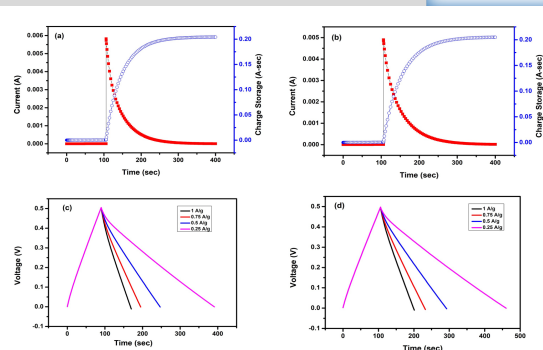 (a)
0.006
0.005
0.004
0.003
0.002
0.001
0.000
Current (A)
0.20
0.15
0.10
0.05
0.00
Charge Storage (A-sec)
0 100 200 300 400
Time (sec)
(b)
0.005
0.004
0.003
0.002
0.001
0.000
Current (A)
0.20
0.15
0.10
0.05
0.00
Charge Storage (A-sec)
0 100 200 300 400
Time (sec)
(c)
1 A/g
0.75 A/g
0.5 A/g
0.25 A/g
0.5
0.4
0.3
0.2
0.1
0.0
-0.1
Voltage (V)
0 100 200 300 400
Time (sec)
(d)
1 A/g
0.75 A/g
0.5 A/g
0.25 A/g
0.5
0.4
0.3
0.2
0.1
0.0
-0.1
Voltage (V)
0 100 200 300 400 500
Time (sec)